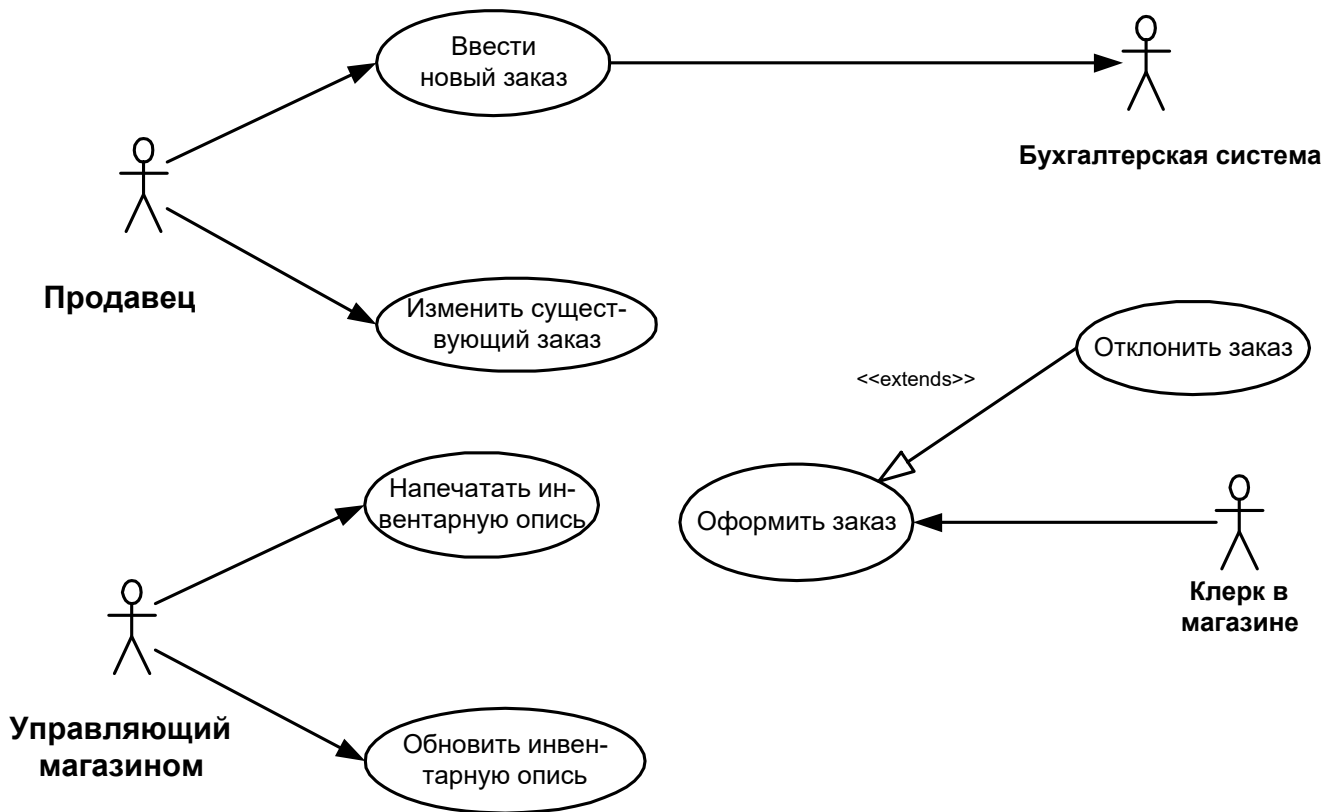 Ввести
новый заказ
Бухгалтерская система
Продавец
Изменить сущест-
вующий заказ
Отклонить заказ
<<extends>>
Напечатать ин-
вентарную опись
Оформить заказ
Клерк в
магазине
Управляющий
магазином
Обновить инвен-
тарную опись